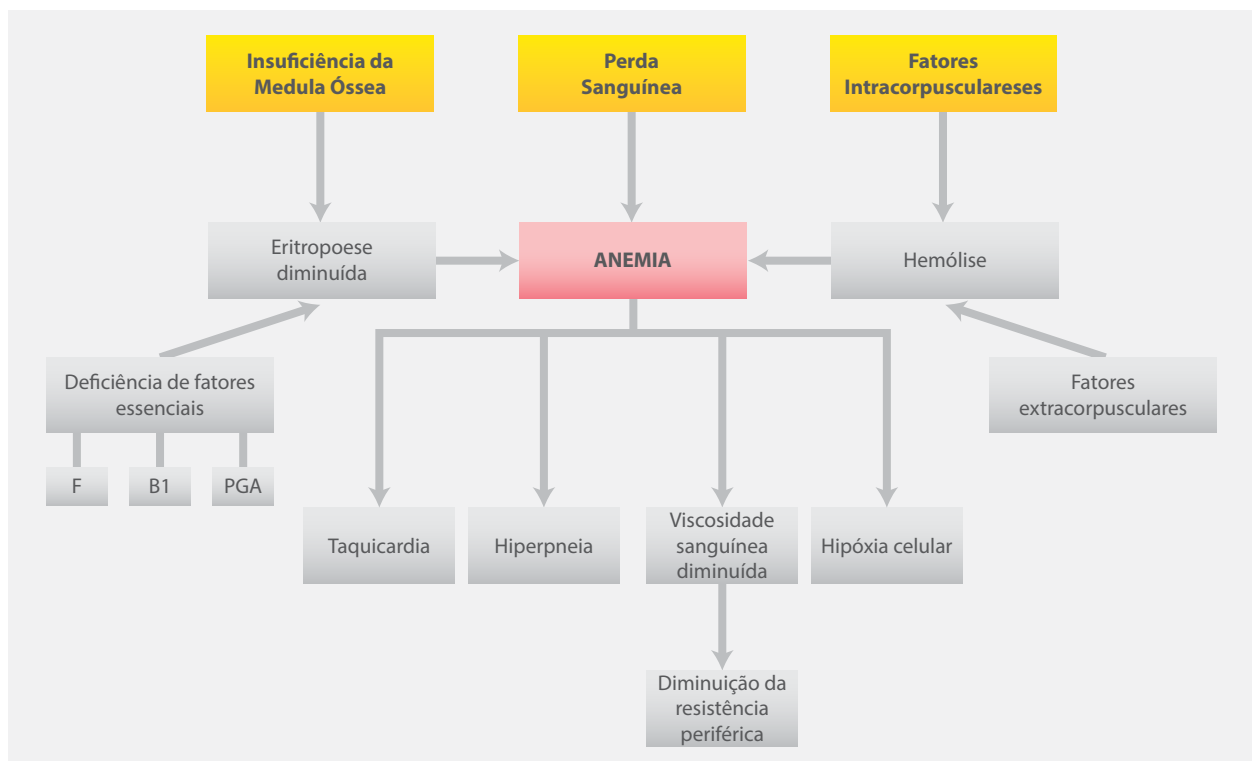 Insuficiência da
Medula Óssea
Perda
Sanguínea
Fatores
Intracorpusculareses
Eritropoese
diminuída
ANEMIA
Hemólise
Deficiência de fatores
essenciais
Fatores
extracorpusculares
F
B1
PGA
Taquicardia
Hiperpneia
Viscosidade
sanguínea
diminuída
Hipóxia celular
Diminuição da
resistência
periférica